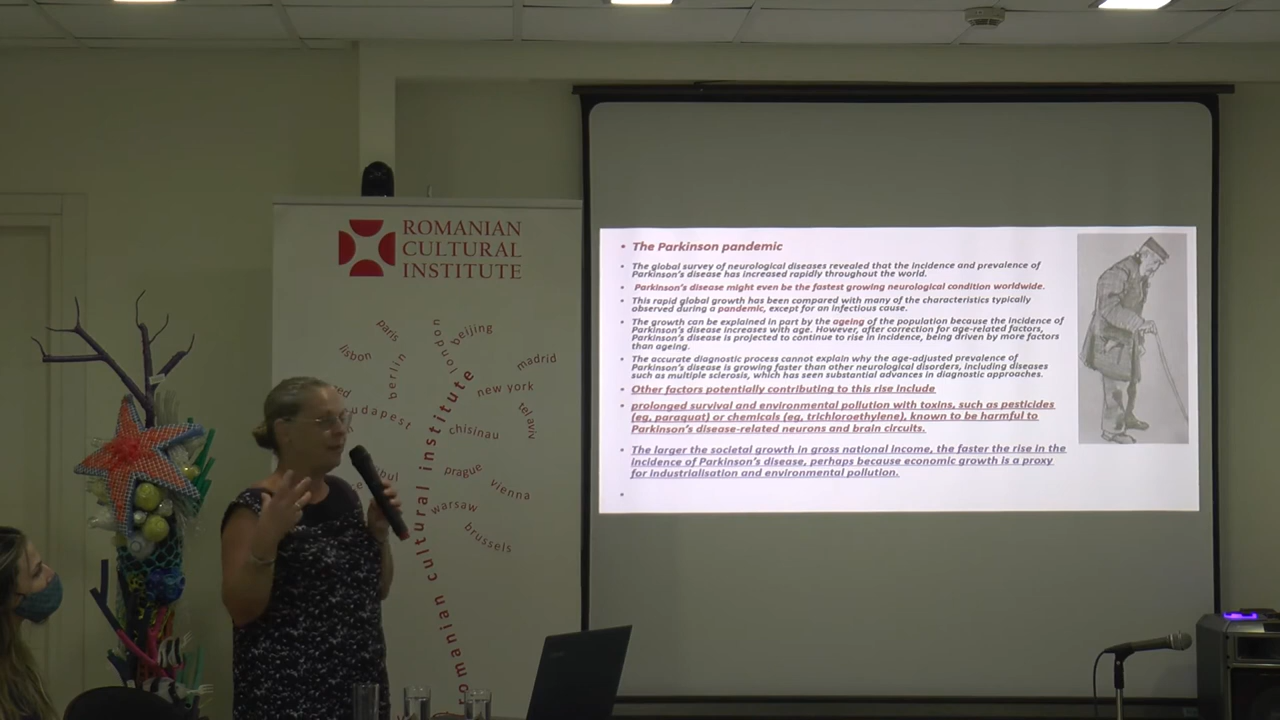 ROMANIAN
CULTURAL
INSTITUTE
paris
london
beijing
lisbon
berlin
madrid
new york
tel aviv
chisinau
prague
vienna
warsaw
brussels
romanian cultural institute
• The Parkinson pandemic
• The global survey of neurological diseases revealed that the incidence and prevalence of
Parkinson's disease has increased rapidly throughout the world.
• Parkinson's disease might even be the fastest growing neurological condition worldwide.
• This rapid global growth has been compared with many of the characteristics typically
observed during a pandemic, except for an infectious cause.
• The growth can be explained in part by the ageing of the population because the incidence of
Parkinson's disease increases with age. However, after correction for age-related factors,
Parkinson's disease is projected to continue to rise in incidence, being driven by more factors
than ageing.
• The accurate diagnostic process cannot explain why the age-adjusted prevalence of
Parkinson's disease is growing faster than other neurological disorders, including diseases
such as multiple sclerosis, which has seen substantial advances in diagnostic approaches.
• Other factors potentially contributing to this rise include
• prolonged survival and environmental pollution with toxins, such as pesticides
(eg, paraquat) or chemicals (eg, trichloroethylene), known to be harmful to
Parkinson's disease-related neurons and brain circuits.
• The larger the societal growth in gross national income, the faster the rise in the
incidence of Parkinson's disease, perhaps because economic growth is a proxy
for industrialisation and environmental pollution.
•